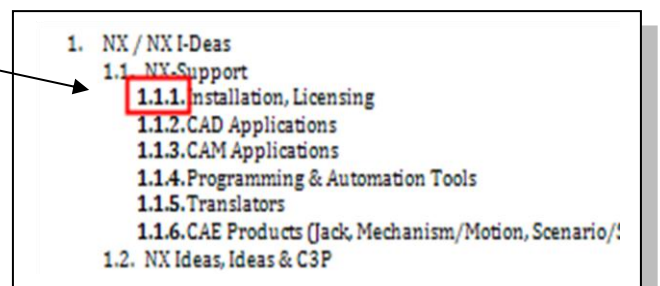 1. NX / NX I-Deas
1.1. NX-Support
1.1.1. Installation, Licensing
1.1.2. CAD Applications
1.1.3. CAM Applications
1.1.4. Programming & Automation Tools
1.1.5. Translators
1.1.6. CAE Products (Jack, Mechanism/Motion, Scenario/
1.2. NX Ideas, Ideas & C3P